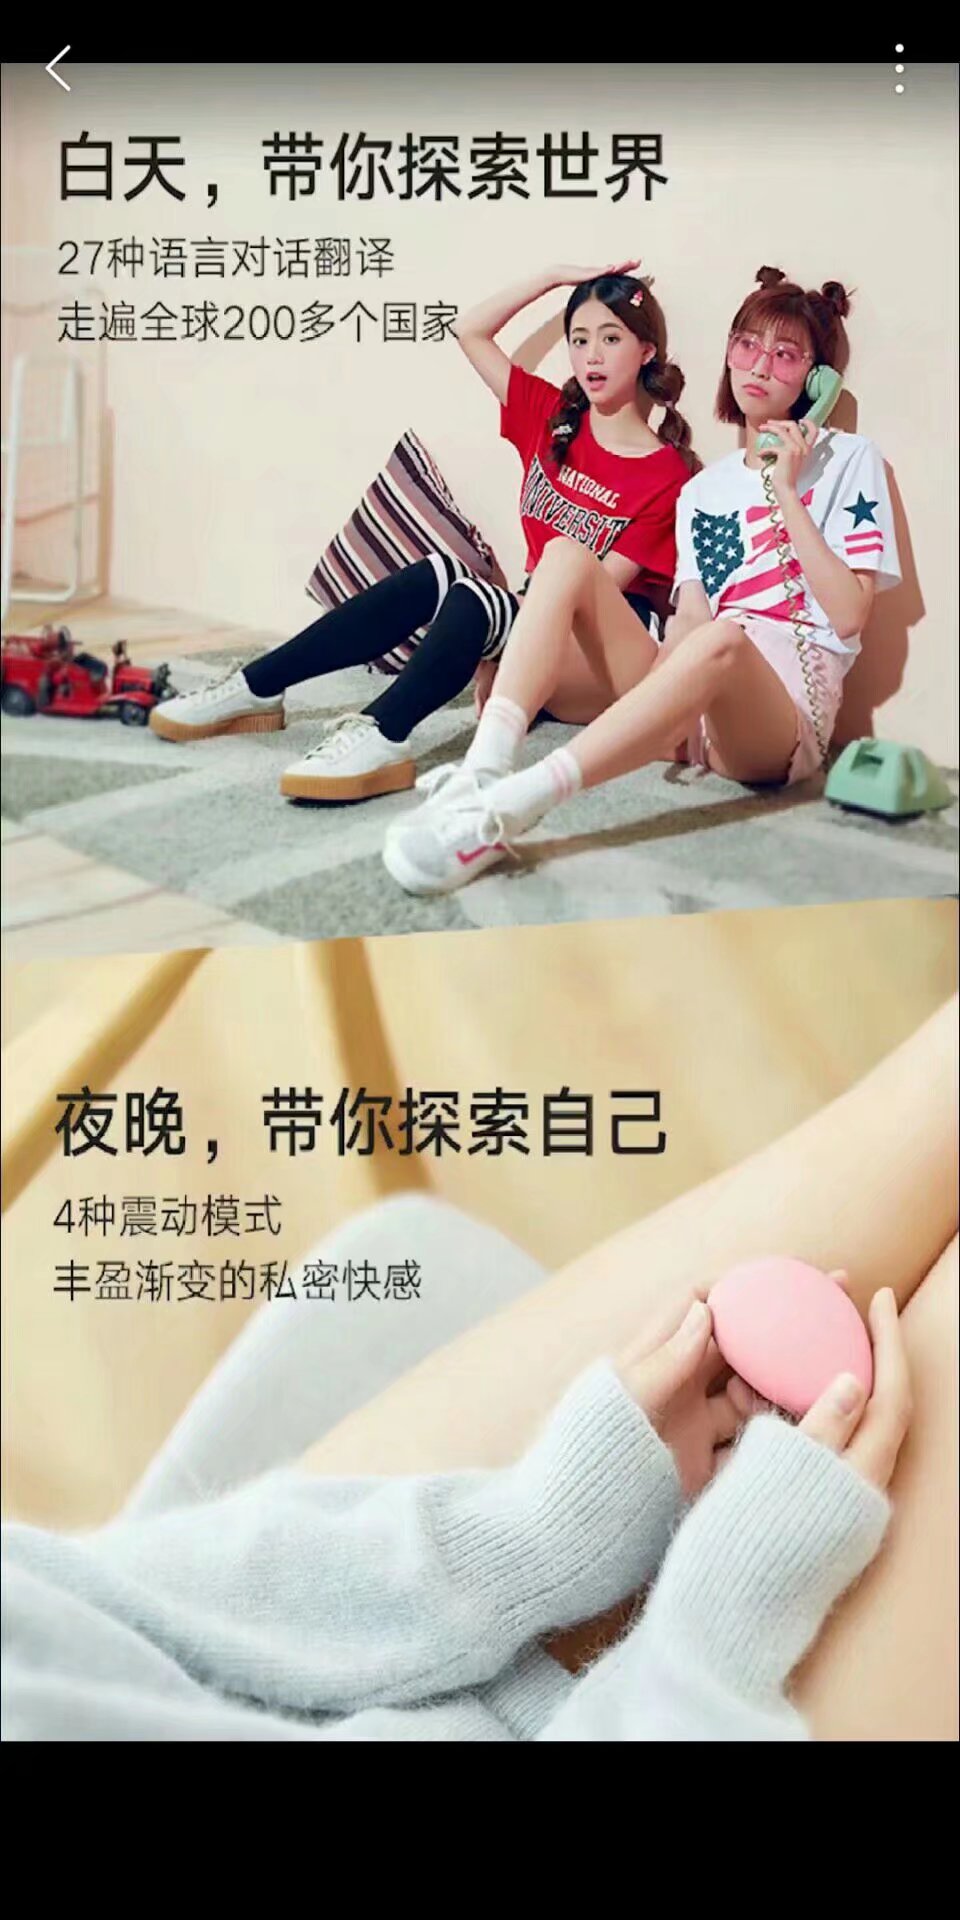 白天，带你探索世界
27种语言对话翻译
走遍全球200多个国家
NATIONAL
UNIVERSITY
夜晚，带你探索自己
4种震动模式
丰盈渐变的私密快感